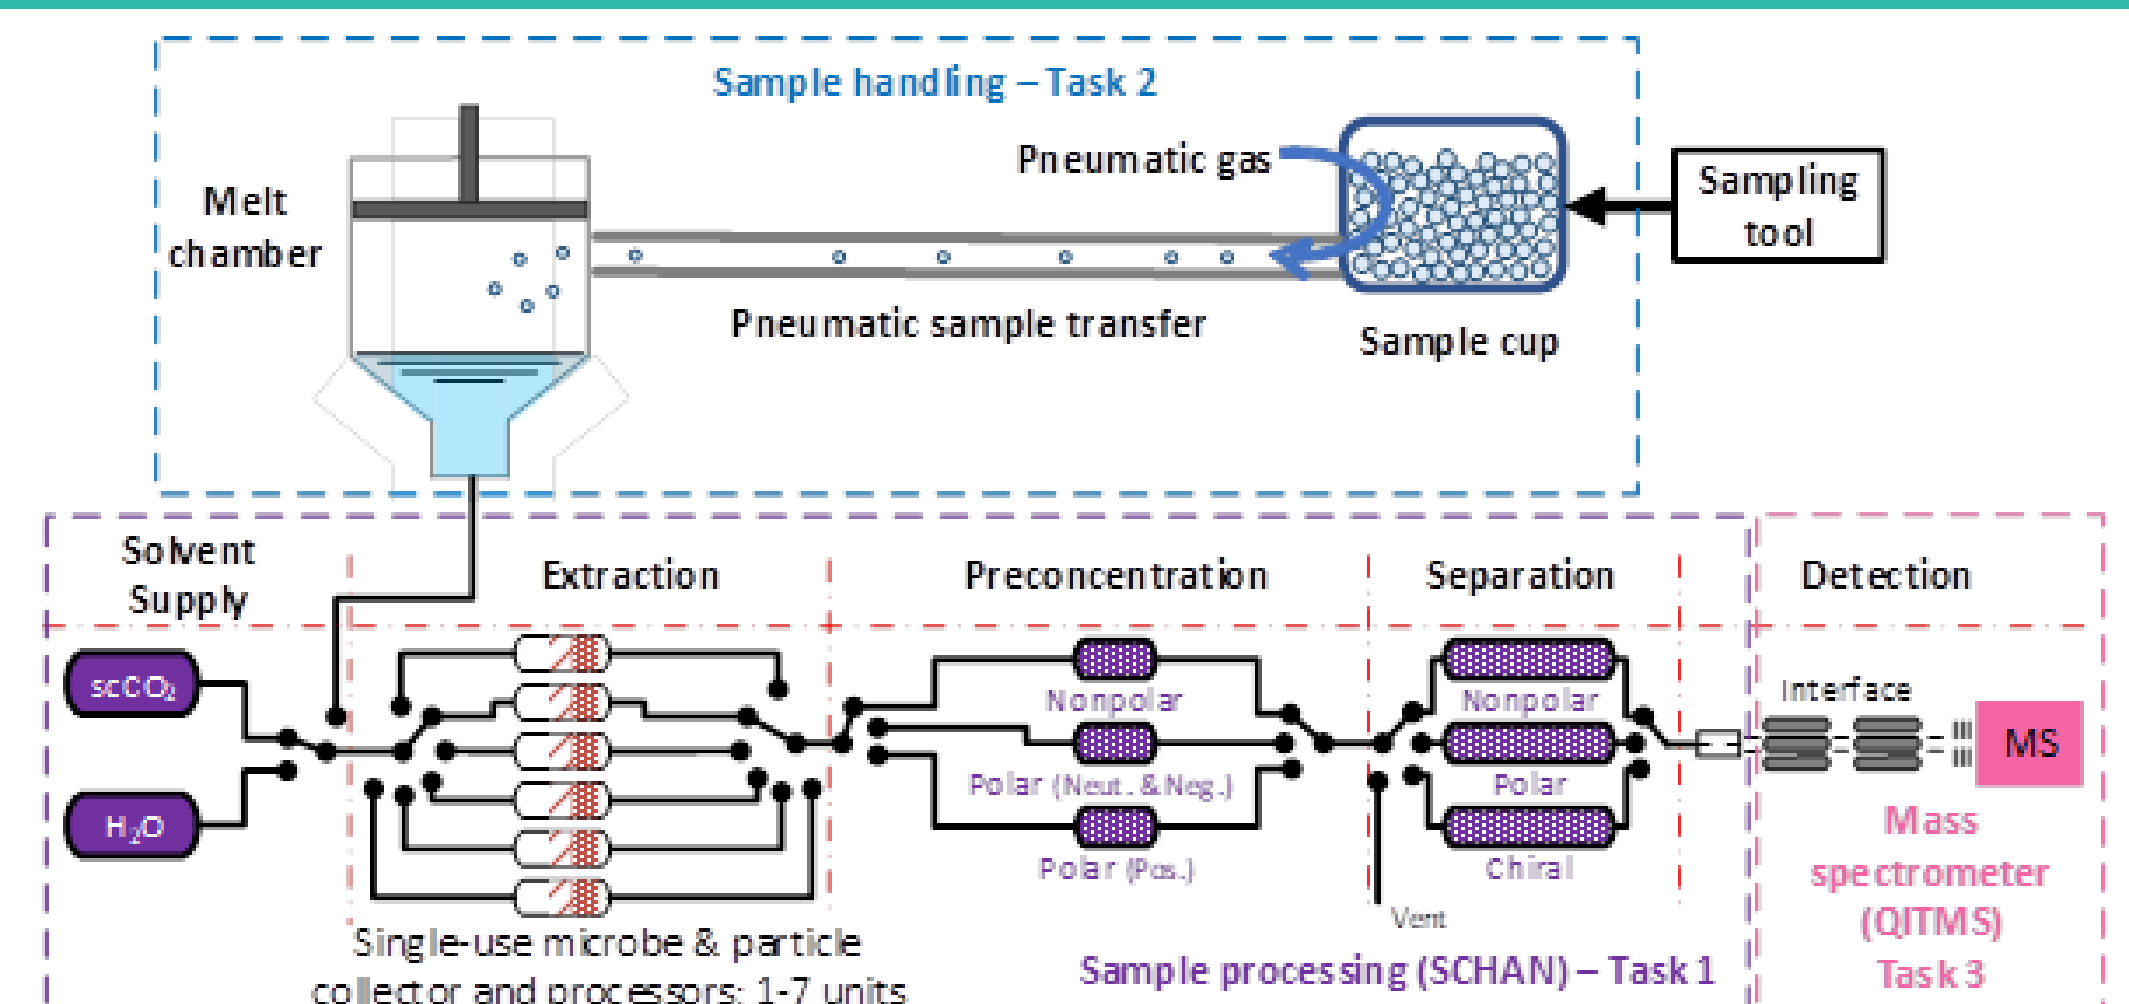 Sample handling – Task 2
Pneumatic gas
Melt
chamber
Sampling
tool
Pneumatic sample transfer
Sample cup
Solvent
Supply
Extraction
Preconcentration
Separation
Detection
scCO₂
H₂O
Nonpolar
Polar (Neut. & Neg.)
Polar (Pos.)
Nonpolar
Polar
Chiral
Vent
Interface
MS
Mass
spectrometer
(QITMS)
Task 3
Single-use microbe & particle
collector and processors: 1-7 units
Sample processing (SCHAN) – Task 1